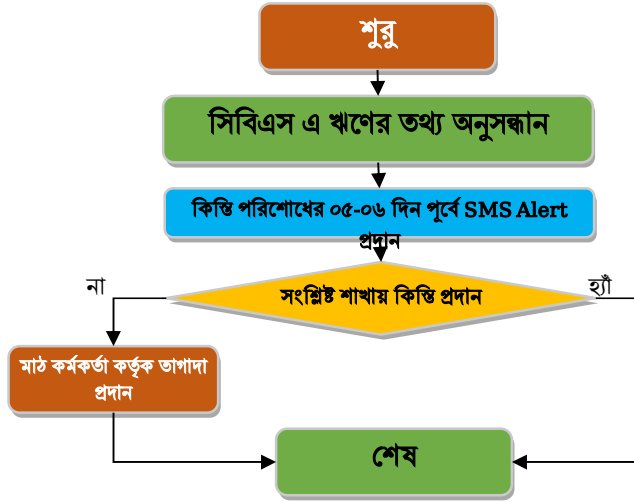 শুরু
সিবিএস এ ঋণের তথ্য অনুসন্ধান
কিস্তি পরিশোধের ০৫-০৬ দিন পূর্বে SMS Alert
প্রদান
সংশ্লিষ্ট শাখায় কিস্তি প্রদান
না
হ্যাঁ
মাঠ কর্মকর্তা কর্তৃক তাগাদা
প্রদান
শেষ